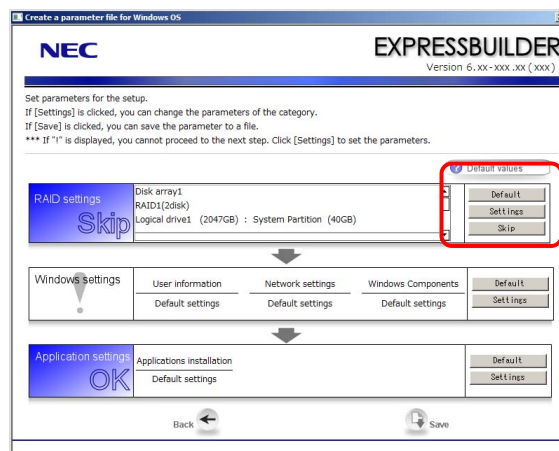 Create a parameter file for Windows OS
NEC
EXPRESSBUILDER
Version 6.xx-xxx.xx (xxx)
Set parameters for the setup.
If [Settings] is clicked, you can change the parameters of the category.
If [Save] is clicked, you can save the parameter to a file.
*** If "!" is displayed, you cannot proceed to the next step. Click [Settings] to set the parameters.
? Default values
RAID settings
Skip
Disk array1
RAID1(2disk)
Logical drive1 (2047GB) : System Partition (40GB)
Default
Settings
Skip
Windows settings
!
User information
Network settings
Windows Components
Default settings
Default settings
Default settings
Default
Settings
Application settings
OK
Applications installation
Default settings
Default
Settings
Back
Save